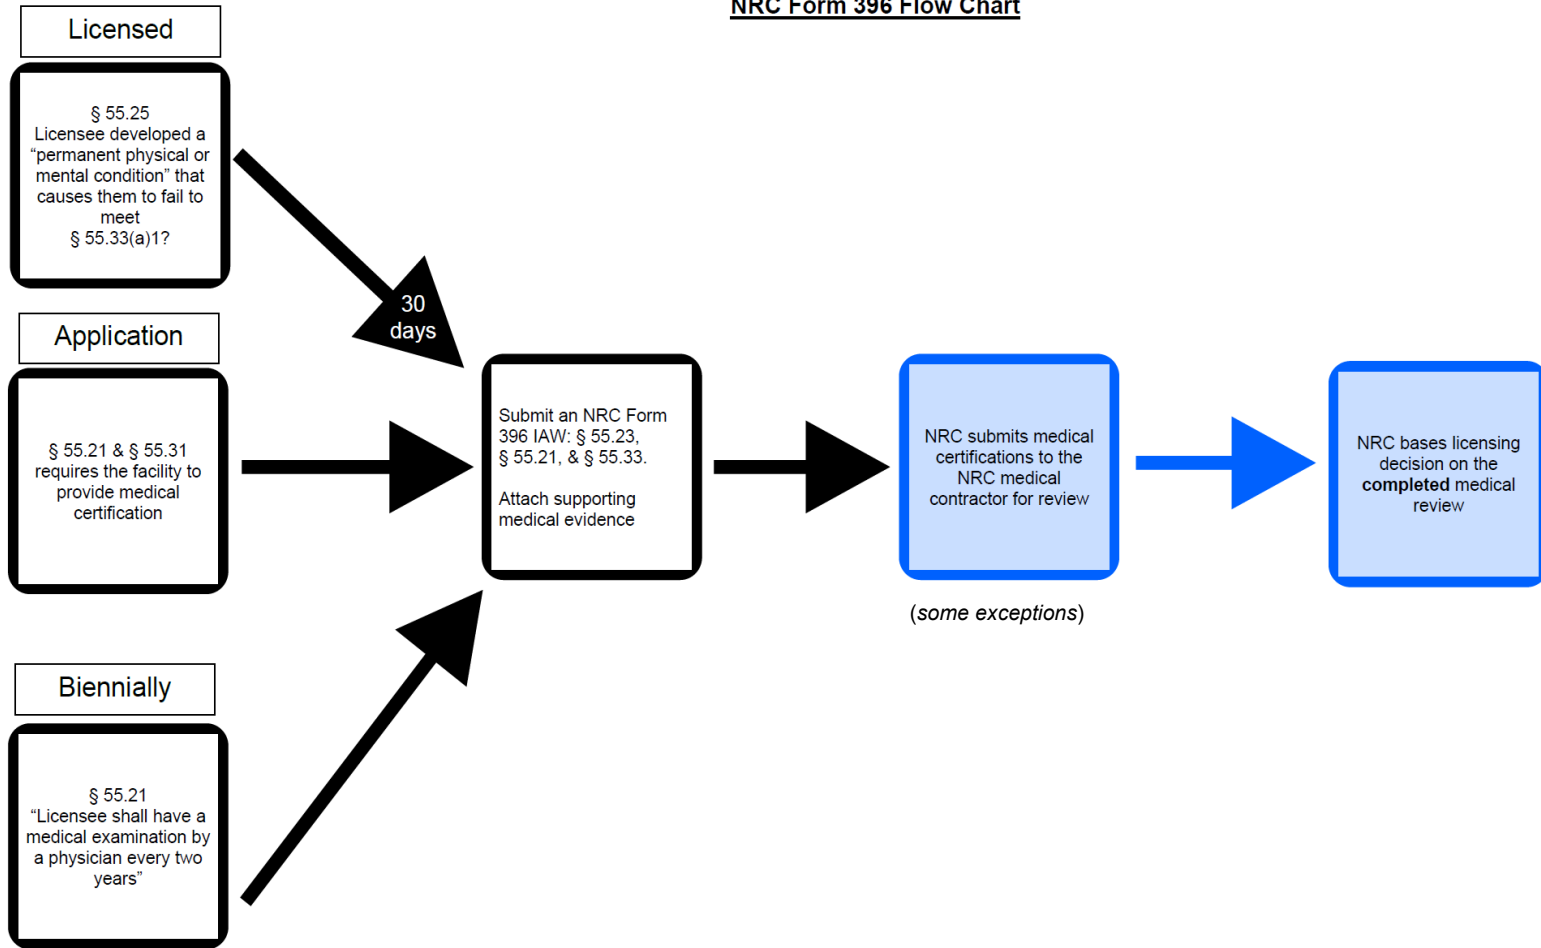 NRC Form 396 Flow Chart
Licensed
§ 55.25
Licensee developed a
“permanent physical or
mental condition” that
causes them to fail to
meet
§ 55.33(a)1?
30
days
Application
§ 55.21 & § 55.31
requires the facility to
provide medical
certification
Biennially
§ 55.21
“Licensee shall have a
medical examination by
a physician every two
years”
Submit an NRC Form
396 IAW: § 55.23,
§ 55.21, & § 55.33.
Attach supporting
medical evidence
NRC submits medical
certifications to the
NRC medical
contractor for review
(some exceptions)
NRC bases licensing
decision on the
completed medical
review